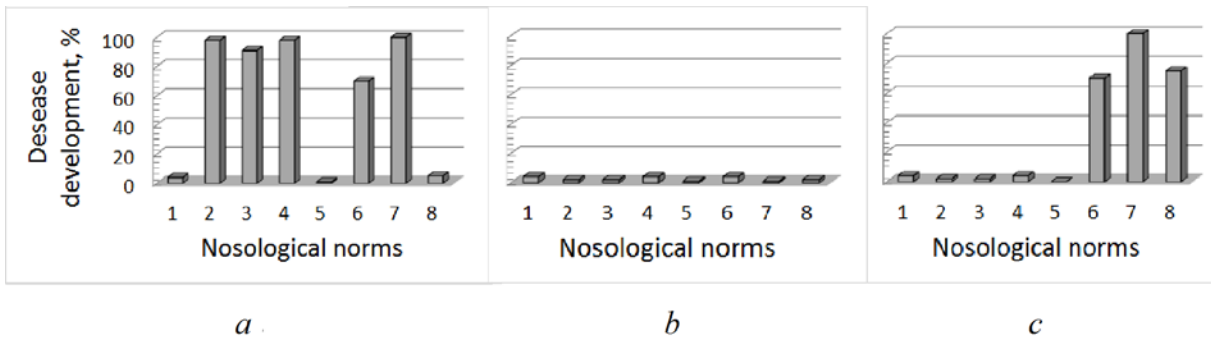 Desease
development, %
100
80
60
40
20
0
1 2 3 4 5 6 7 8
Nosological norms
1 2 3 4 5 6 7 8
Nosological norms
1 2 3 4 5 6 7 8
Nosological norms
a
b
c